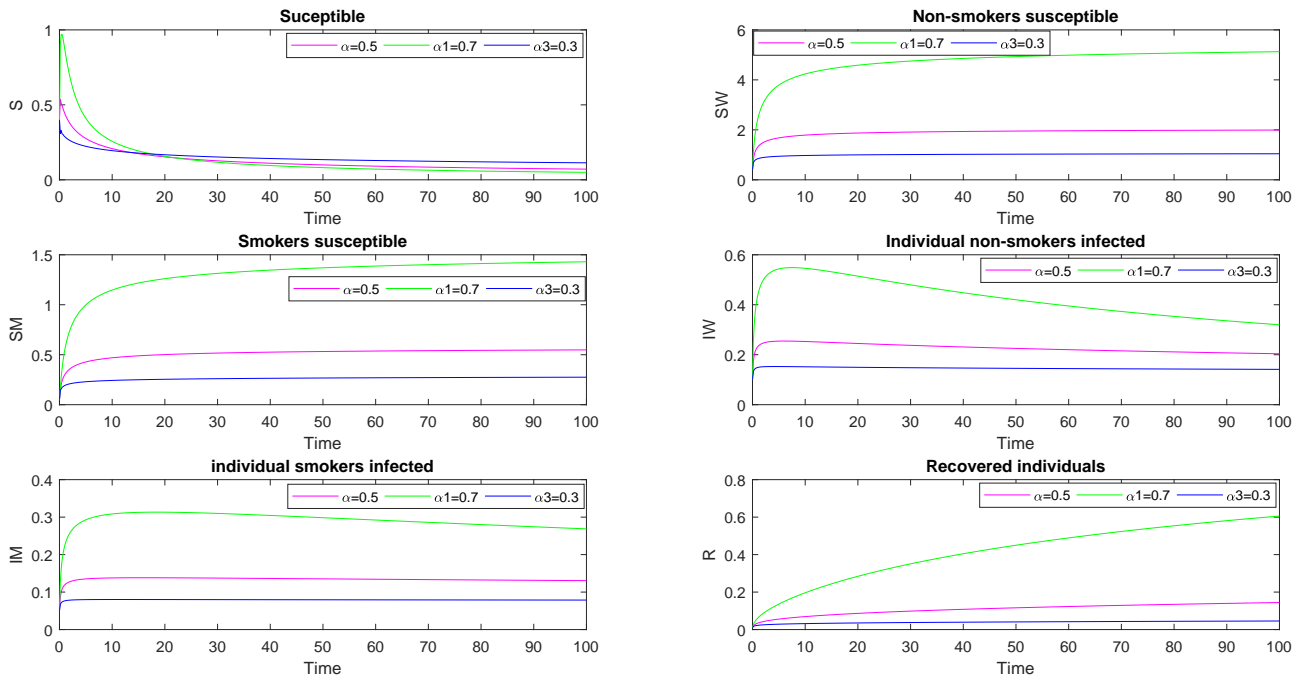 Suceptible
1
0.5
0
S
α=0.5 α1=0.7 α3=0.3
0 10 20 30 40 50 60 70 80 90 100
Time
Non-smokers susceptible
6
4
2
0
SW
α=0.5 α1=0.7 α3=0.3
0 10 20 30 40 50 60 70 80 90 100
Time
Smokers susceptible
1.5
1
0.5
0
SM
α=0.5 α1=0.7 α3=0.3
0 10 20 30 40 50 60 70 80 90 100
Time
Individual non-smokers infected
0.6
0.4
0.2
0
IW
α=0.5 α1=0.7 α3=0.3
0 10 20 30 40 50 60 70 80 90 100
Time
individual smokers infected
0.4
0.3
0.2
0.1
0
IM
α=0.5 α1=0.7 α3=0.3
0 10 20 30 40 50 60 70 80 90 100
Time
Recovered individuals
0.8
0.6
0.4
0.2
0
R
α=0.5 α1=0.7 α3=0.3
0 10 20 30 40 50 60 70 80 90 100
Time